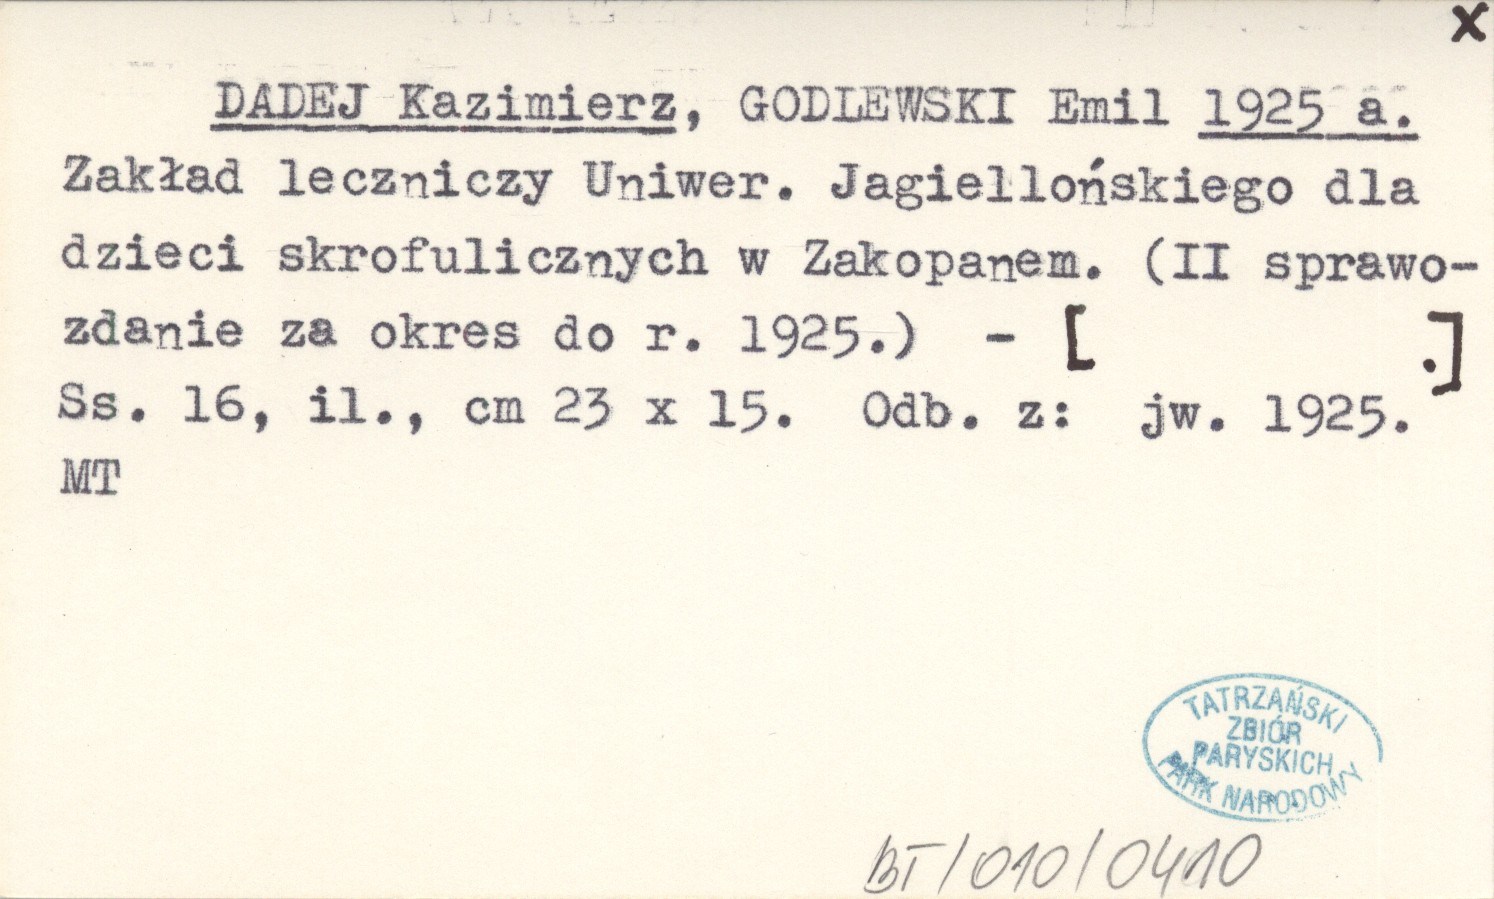 x
DADEJ Kazimierz, GODLEWSKI Emil 1925 a.
Zakład leczniczy Uniwer. Jagiellońskiego dla
dzieci skrofulicznych w Zakopanem. (II sprawo-
zdanie za okres do r. 1925.) - [ .]
Ss. 16, il., cm 23 x 15. Odb. z: jw. 1925.
MT
TATRZAŃSKI
ZBIÓR
PARYSKICH
PARK NARODOWY
BT/010/0410